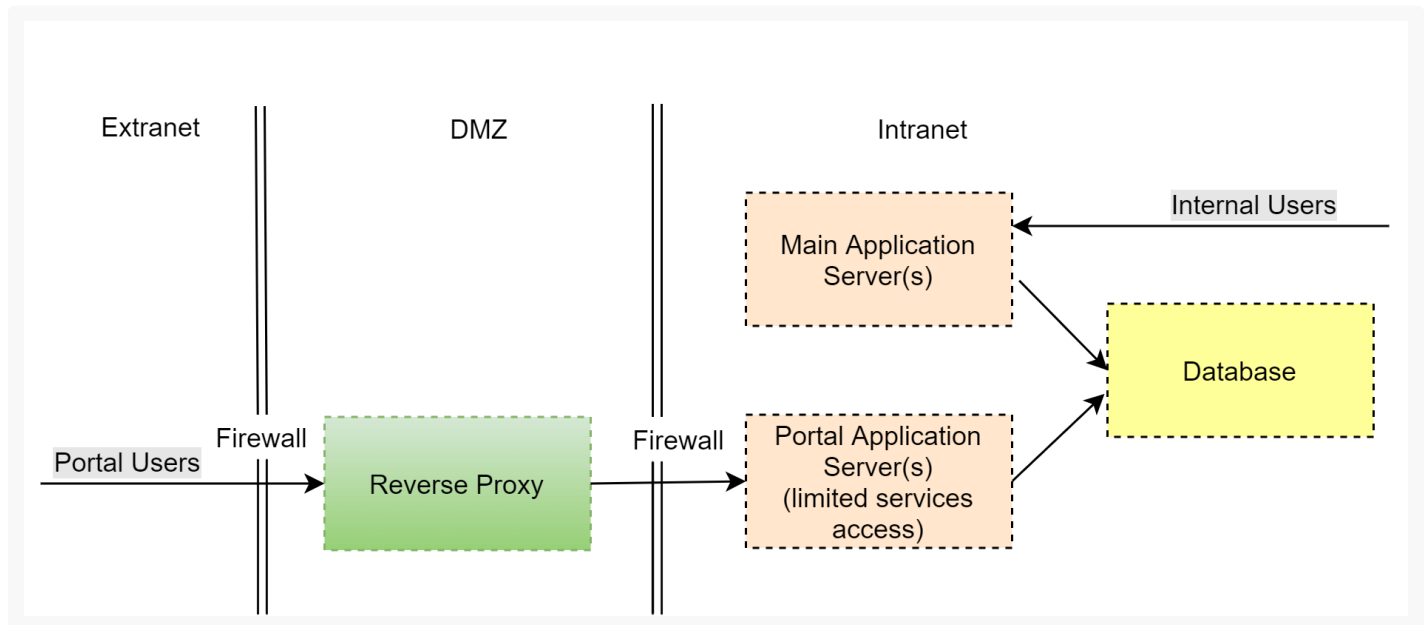 Extranet
DMZ
Intranet
Internal Users
Main Application
Server(s)
Database
Firewall
Firewall
Portal Users
Reverse Proxy
Portal Application
Server(s)
(limited services
access)